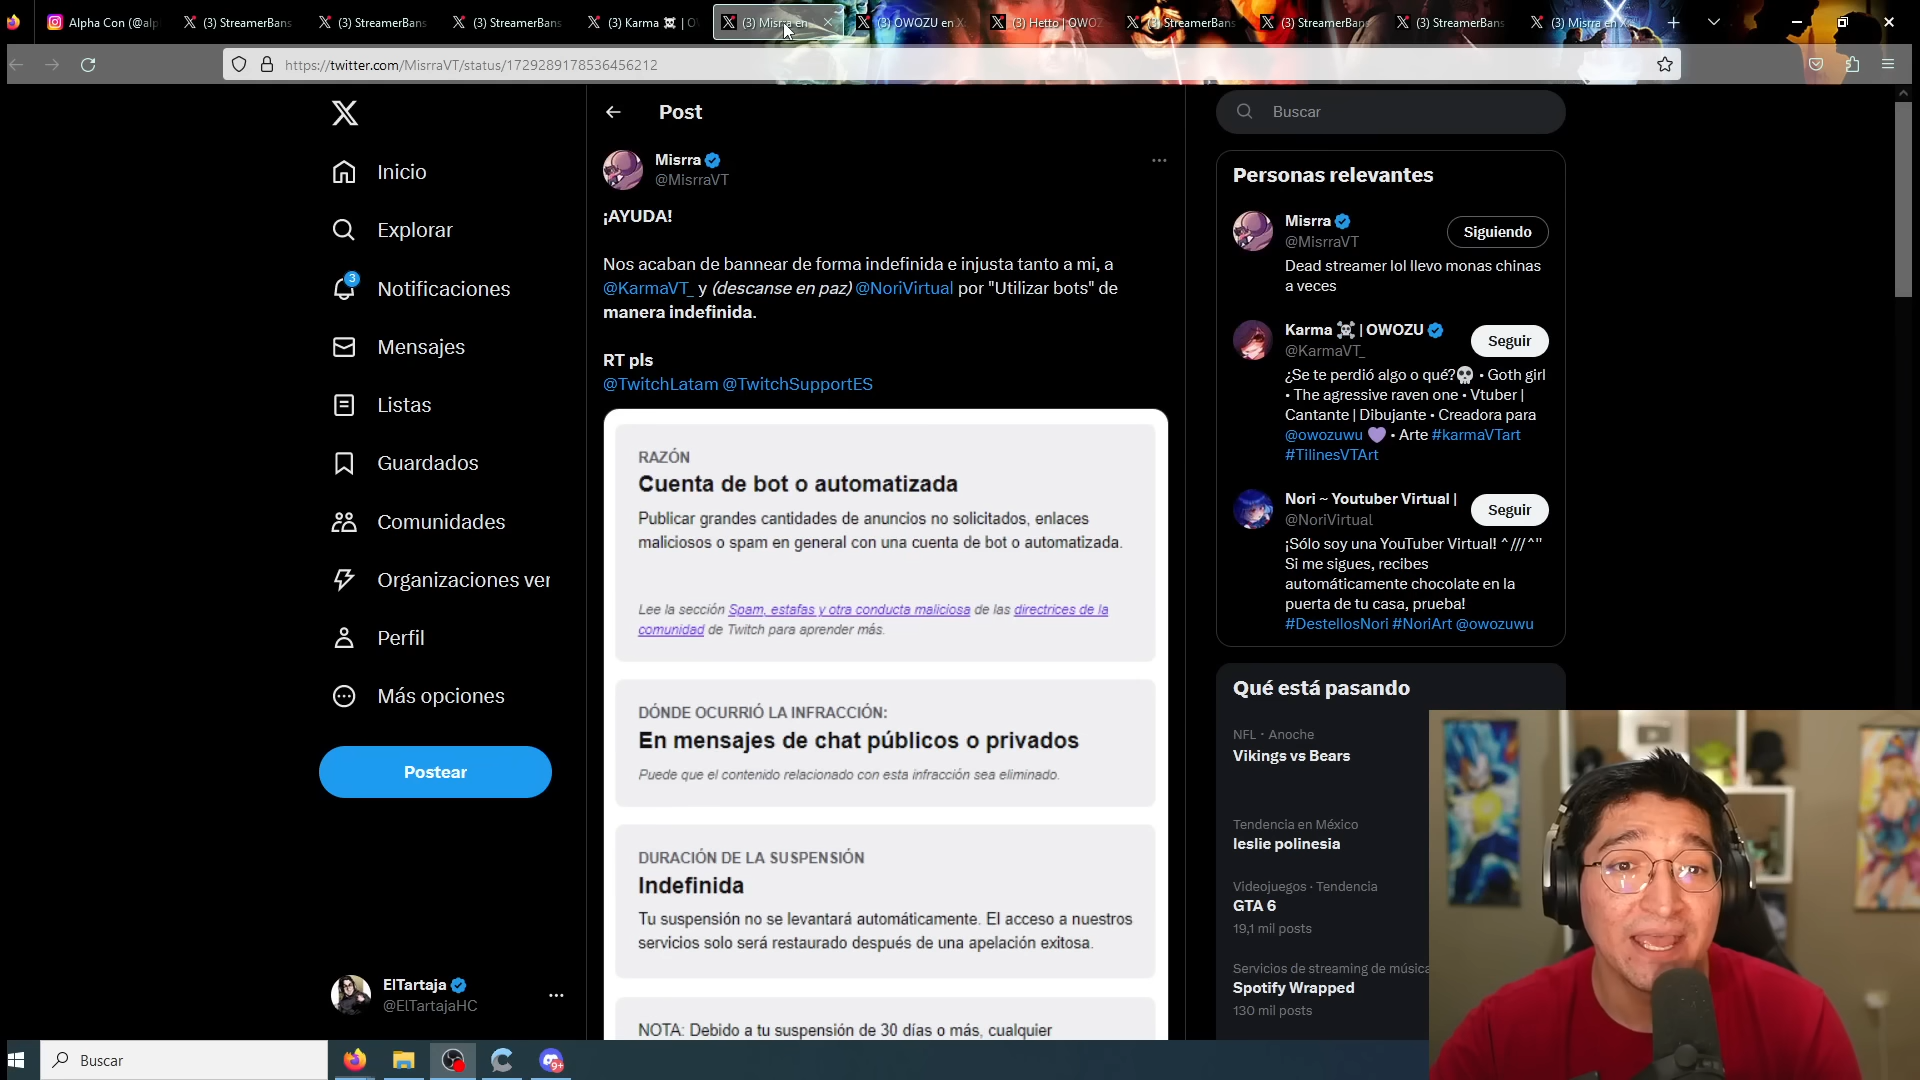 Alpha Con (@alp
(3) StreamerBans
(3) StreamerBans
(3) StreamerBans
(3) Karma ☠ | O
(3) Misrra en
(3) OWOZU en X
(3) Hetto | OWOZ
(3) StreamerBans
(3) StreamerBans
(3) StreamerBans
(3) Misrra en X
https://twitter.com/MisrraVT/status/1729289178536456212
Inicio
Explorar
3
Notificaciones
Mensajes
Listas
Guardados
Comunidades
Organizaciones ver
Perfil
Más opciones
Postear
ElTartaja
@ElTartajaHC
Post
Misrra
@MisrraVT
¡AYUDA!
Nos acaban de bannear de forma indefinida e injusta tanto a mi, a
@KarmaVT_ y (descanse en paz) @NoriVirtual por "Utilizar bots" de
manera indefinida.
RT pls
@TwitchLatam @TwitchSupportES
RAZÓN
Cuenta de bot o automatizada
Publicar grandes cantidades de anuncios no solicitados, enlaces
maliciosos o spam en general con una cuenta de bot o automatizada.
Lee la sección Spam, estafas y otra conducta maliciosa de las directrices de la
comunidad de Twitch para aprender más.
DÓNDE OCURRIÓ LA INFRACCIÓN:
En mensajes de chat públicos o privados
Puede que el contenido relacionado con esta infracción sea eliminado.
DURACIÓN DE LA SUSPENSIÓN
Indefinida
Tu suspensión no se levantará automáticamente. El acceso a nuestros
servicios solo será restaurado después de una apelación exitosa.
NOTA: Debido a tu suspensión de 30 días o más, cualquier
Buscar
Personas relevantes
Misrra
@MisrraVT
Siguiendo
Dead streamer lol llevo monas chinas
a veces
Karma ☠ | OWOZU
@KarmaVT_
Seguir
¿Se te perdió algo o qué?💀 • Goth girl
• The agressive raven one • Vtuber |
Cantante | Dibujante • Creadora para
@owozuwu 💜 • Arte #karmaVTart
#TilinesVTArt
Nori ~ Youtuber Virtual |
@NoriVirtual
Seguir
¡Sólo soy una YouTuber Virtual! ^///^"
Si me sigues, recibes
automáticamente chocolate en la
puerta de tu casa, prueba!
#DestellosNori #NoriArt @owozuwu
Qué está pasando
NFL · Anoche
Vikings vs Bears
Tendencia en México
leslie polinesia
Videojuegos · Tendencia
GTA 6
19,1 mil posts
Servicios de streaming de música
Spotify Wrapped
130 mil posts
Buscar
9+